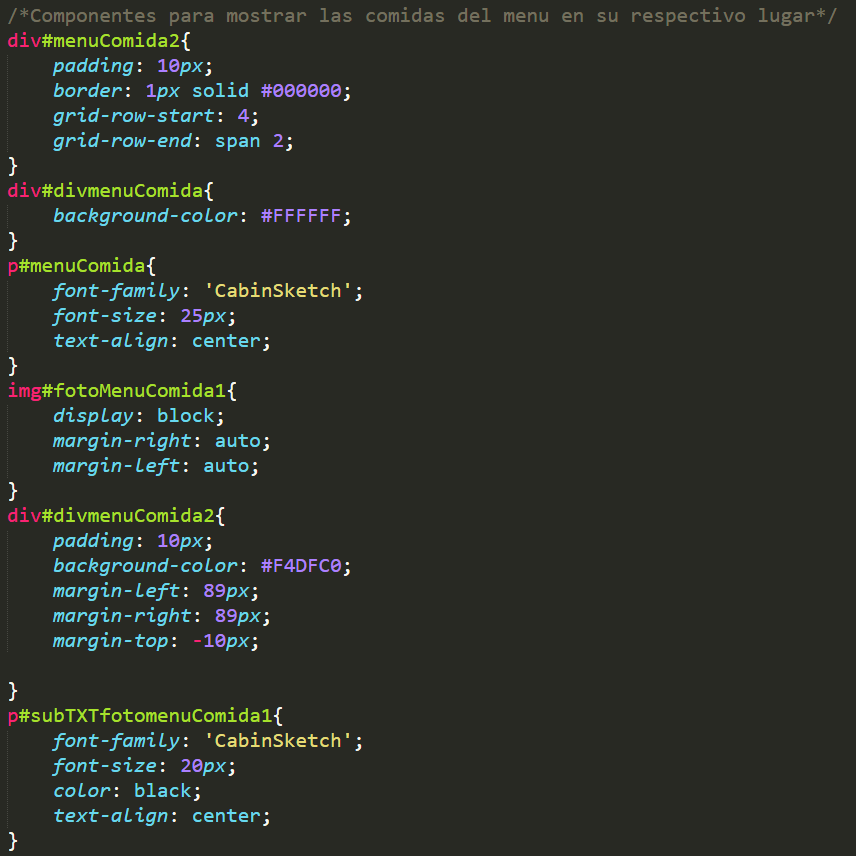 /*Componentes para mostrar las comidas del menu en su respectivo lugar*/
div#menuComida2{
    padding: 10px;
    border: 1px solid #000000;
    grid-row-start: 4;
    grid-row-end: span 2;
}
div#divmenuComida{
    background-color: #FFFFFF;
}
p#menuComida{
    font-family: 'CabinSketch';
    font-size: 25px;
    text-align: center;
}
img#fotoMenuComida1{
    display: block;
    margin-right: auto;
    margin-left: auto;
}
div#divmenuComida2{
    padding: 10px;
    background-color: #F4DFC0;
    margin-left: 89px;
    margin-right: 89px;
    margin-top: -10px;

}
p#subTXTfotomenuComida1{
    font-family: 'CabinSketch';
    font-size: 20px;
    color: black;
    text-align: center;
}